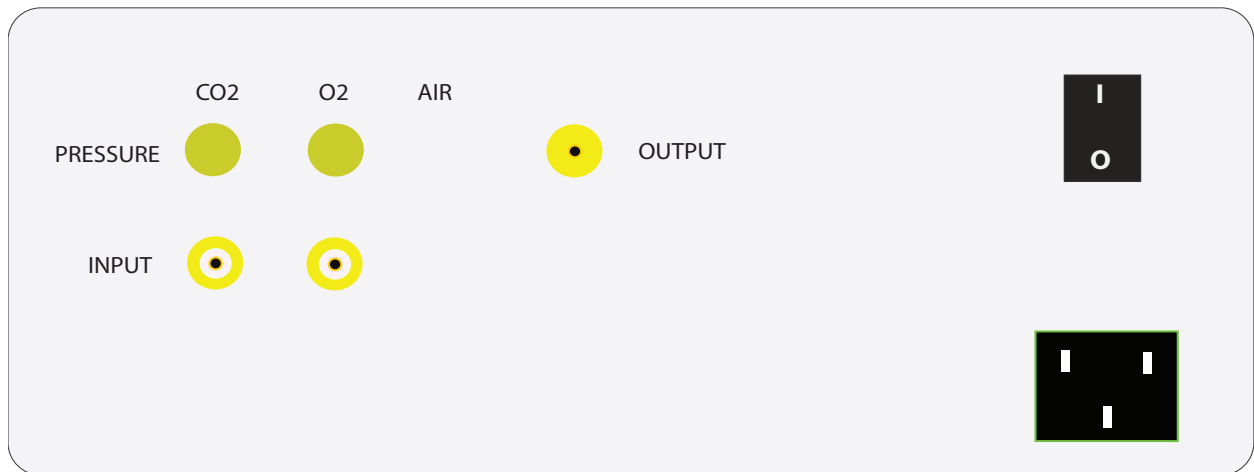 CO2 O2 AIR
PRESSURE
OUTPUT
INPUT
I
O